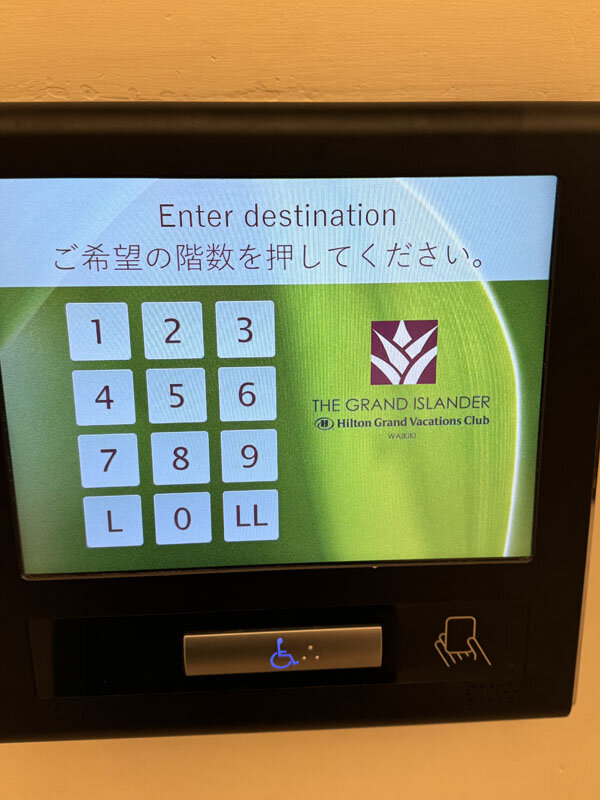 Enter destination
ご希望の階数を押してください。
1 2 3
4 5 6
7 8 9
L 0 LL
THE GRAND ISLANDER
Hilton Grand Vacations Club
WAIKIKI